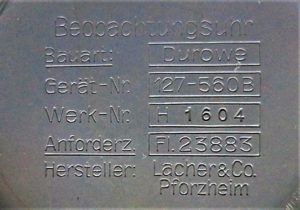 Beobachtungsuhr
Bauart: Durowe
Gerät-Nr. 127-560B
Werk-Nr. H 1604
Anforderz. Fl.23883
Hersteller: Lacher&Co.
Pforzheim